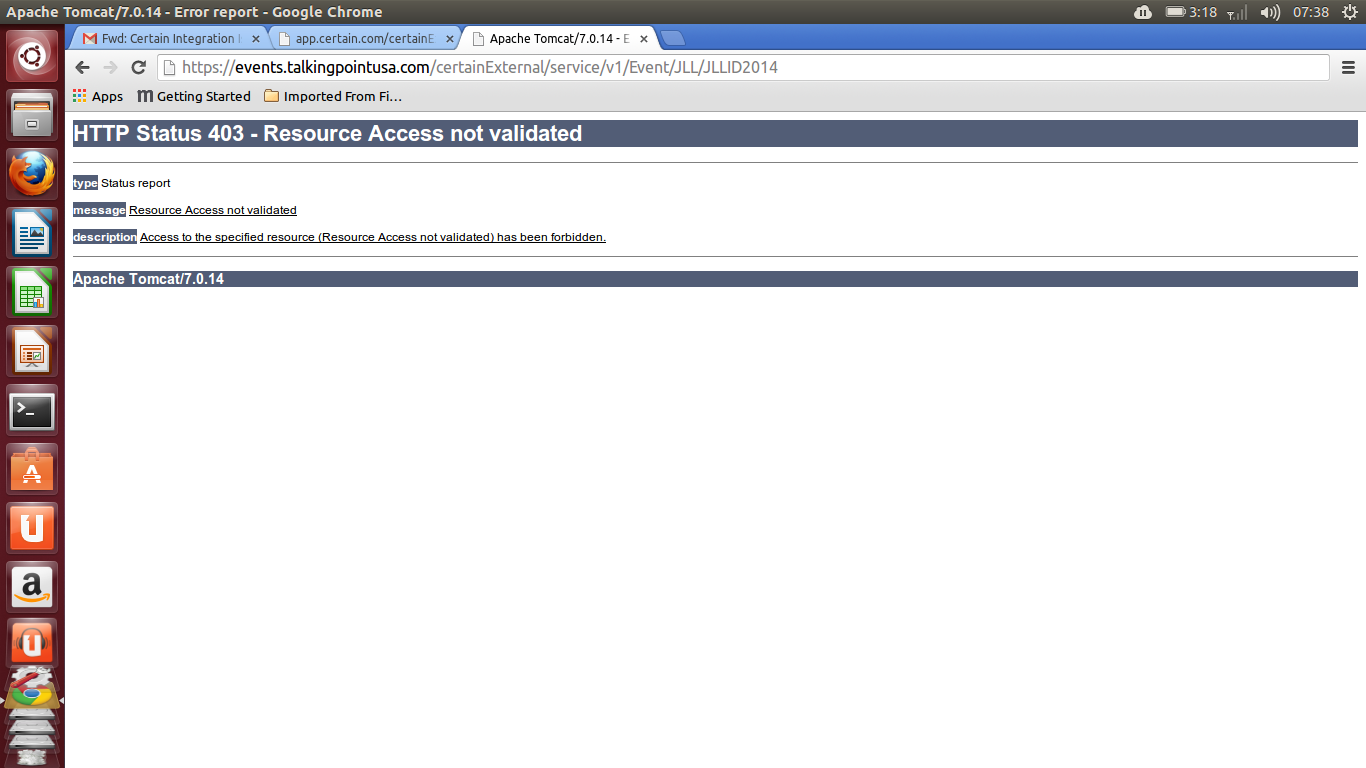 Apache Tomcat/7.0.14 - Error report - Google Chrome
3:18
07:38
Fwd: Certain Integration
app.certain.com/certainE
Apache Tomcat/7.0.14 - E
https://events.talkingpointusa.com/certainExternal/service/v1/Event/JLL/JLLID2014
Apps
Getting Started
Imported From Fi...
HTTP Status 403 - Resource Access not validated
type Status report
message Resource Access not validated
description Access to the specified resource (Resource Access not validated) has been forbidden.
Apache Tomcat/7.0.14